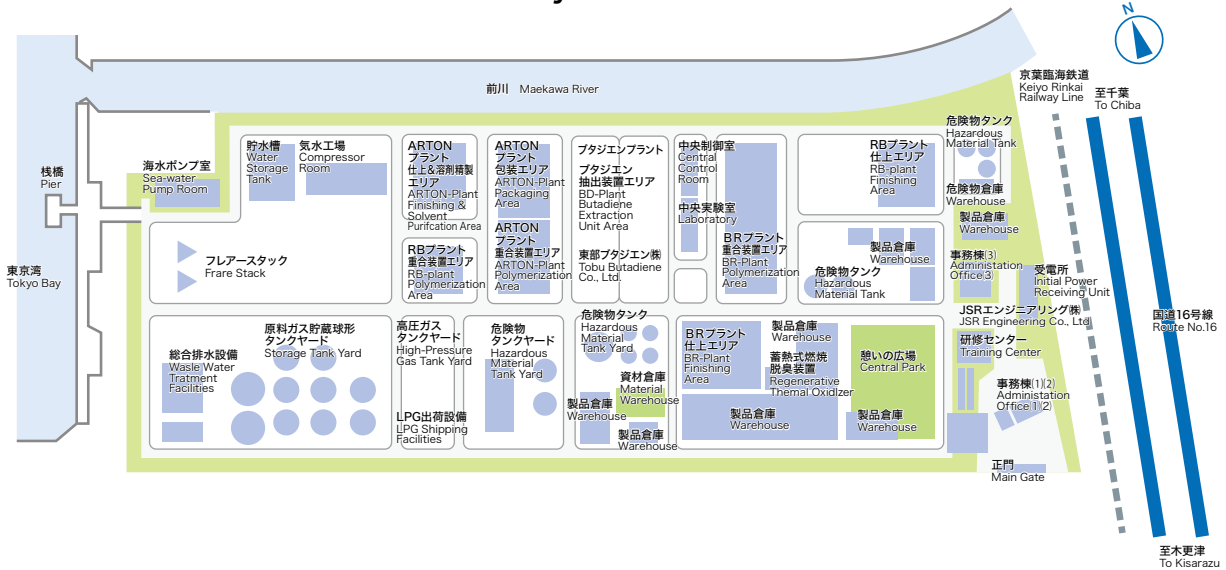 N
前川 Maekawa River
京葉臨海鉄道
Keiyo Rinkai
Railway Line
至千葉
To Chiba
危険物タンク
Hazardous
Material Tank
貯水槽
Water
Storage
Tank
気水工場
Compressor
Room
ARTON
プラント
仕上&溶剤精製
エリア
ARTON-Plant
Finishing &
Solvent
Purifcation Area
ARTON
プラント
包装エリア
ARTON-Plant
Packaging
Area
ブタジエンプラント
ブタジエン
抽出装置エリア
BD-Plant
Butadiene
Extraction
Unit Area
中央制御室
Central
Control
Room
中央実験室
Laboratory
RBプラント
仕上エリア
RB-plant
Finishing
Area
海水ポンプ室
Sea-water
Pump Room
桟橋
Pier
危険物倉庫
Warehouse
製品倉庫
Warehouse
東京湾
Tokyo Bay
フレアースタック
Frare Stack
RBプラント
重合装置エリア
RB-plant
Polymerization
Area
ARTON
プラント
重合装置エリア
ARTON-Plant
Polymerization
Area
東部ブタジエン㈱
Tobu Butadiene
Co., Ltd.
BRプラント
重合装置エリア
BR-Plant
Polymerization
Area
製品倉庫
Warehouse
危険物タンク
Hazardous
Material Tank
事務棟⑶
Administation
Office⑶
受電所
Initial Power
Receiving Unit
JSRエンジニアリング㈱
JSR Engineering Co., Ltd
国道16号線
Route No.16
総合排水設備
Wasle Water
Tratment
Facilities
原料ガス貯蔵球形
タンクヤード
Storage Tank Yard
高圧ガス
タンクヤード
High-Pressure
Gas Tank Yard
LPG出荷設備
LPG Shipping
Facilities
危険物
タンクヤード
Hazardous
Material
Tank Yard
危険物タンク
Hazardous
Material
Tank Yard
資材倉庫
Material
Warehouse
製品倉庫
Warehouse
製品倉庫
Warehouse
BRプラント
仕上エリア
BR-Plant
Finishing
Area
製品倉庫
Warehouse
蓄熱式燃焼
脱臭装置
Regenerative
Themal Oxidlzer
製品倉庫
Warehouse
憩いの広場
Central Park
製品倉庫
Warehouse
研修センター
Training Center
事務棟⑴⑵
Administation
Office⑴⑵
正門
Main Gate
至木更津
To Kisarazu